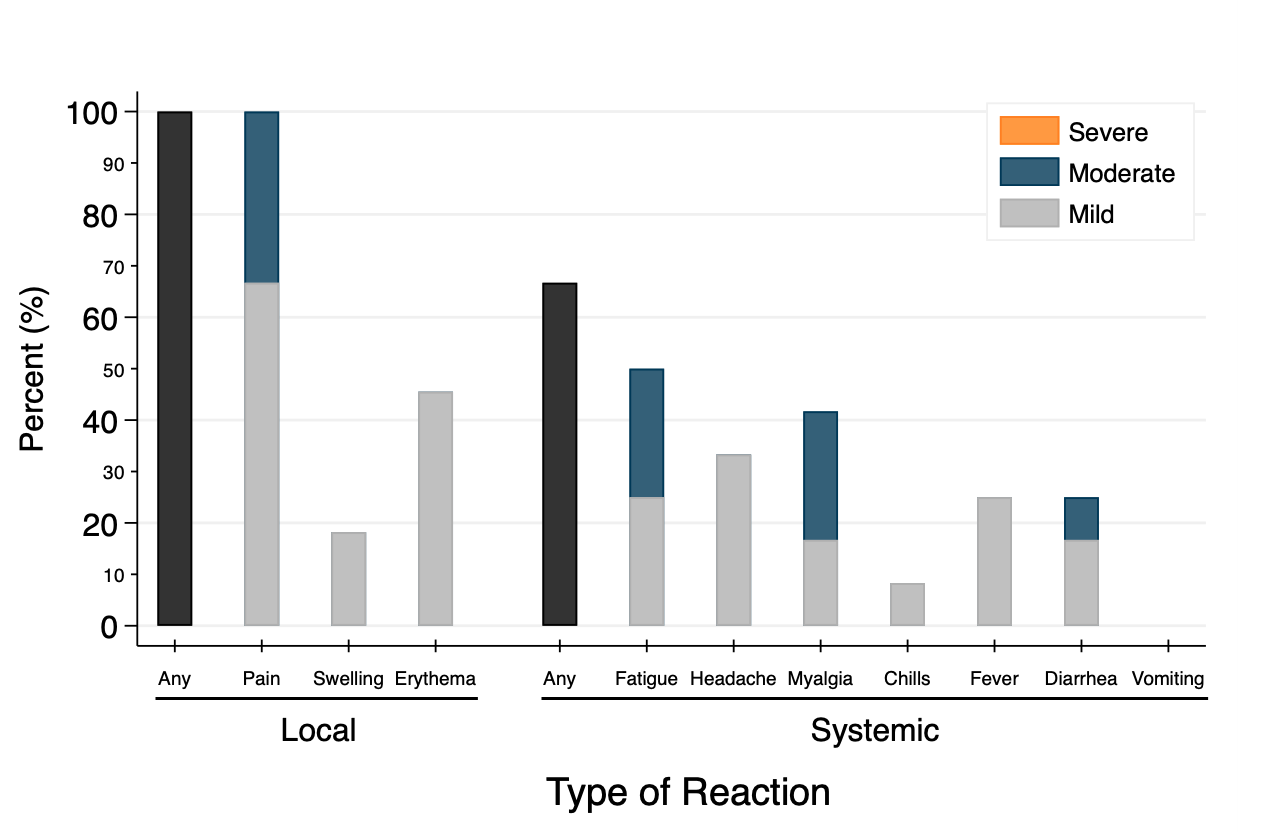 100
90
80
70
60
50
40
30
20
10
0
Percent (%)
Severe
Moderate
Mild
Any Pain Swelling Erythema Any Fatigue Headache Myalgia Chills Fever Diarrhea Vomiting
Local Systemic
Type of Reaction